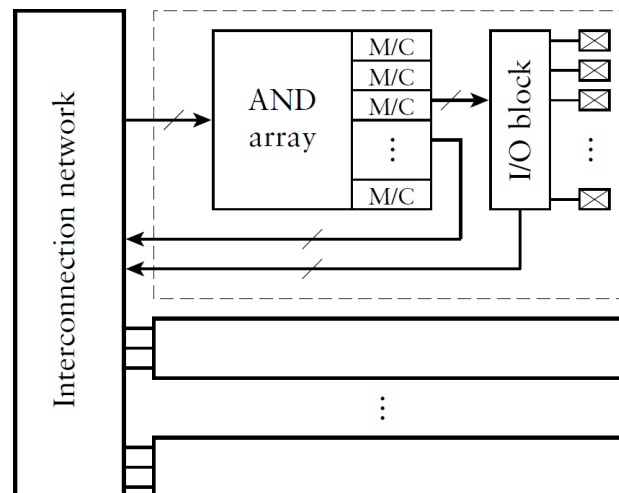 Interconnection network
AND
array
M/C
M/C
M/C
⋮
M/C
I/O block
⋮
⋮